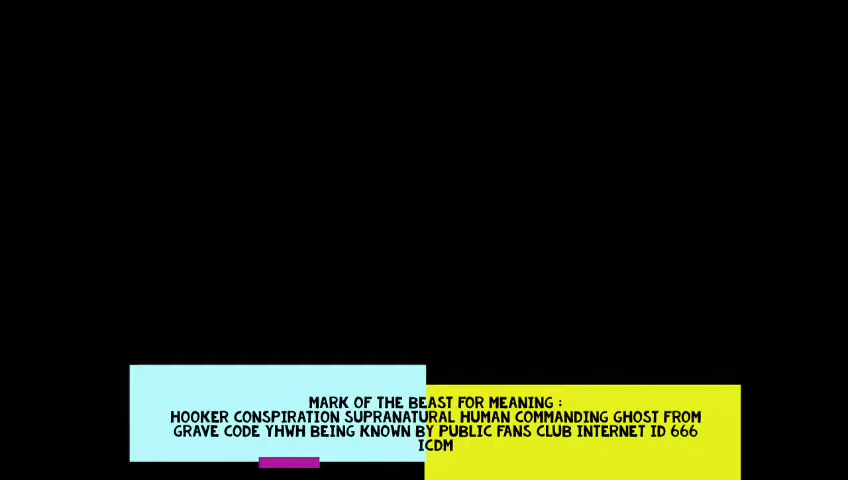 MARK OF THE BEAST FOR MEANING :
HOOKER CONSPIRATION SUPRANATURAL HUMAN COMMANDING GHOST FROM
GRAVE CODE YHWH BEING KNOWN BY PUBLIC FANS CLUB INTERNET ID 666
ICDM